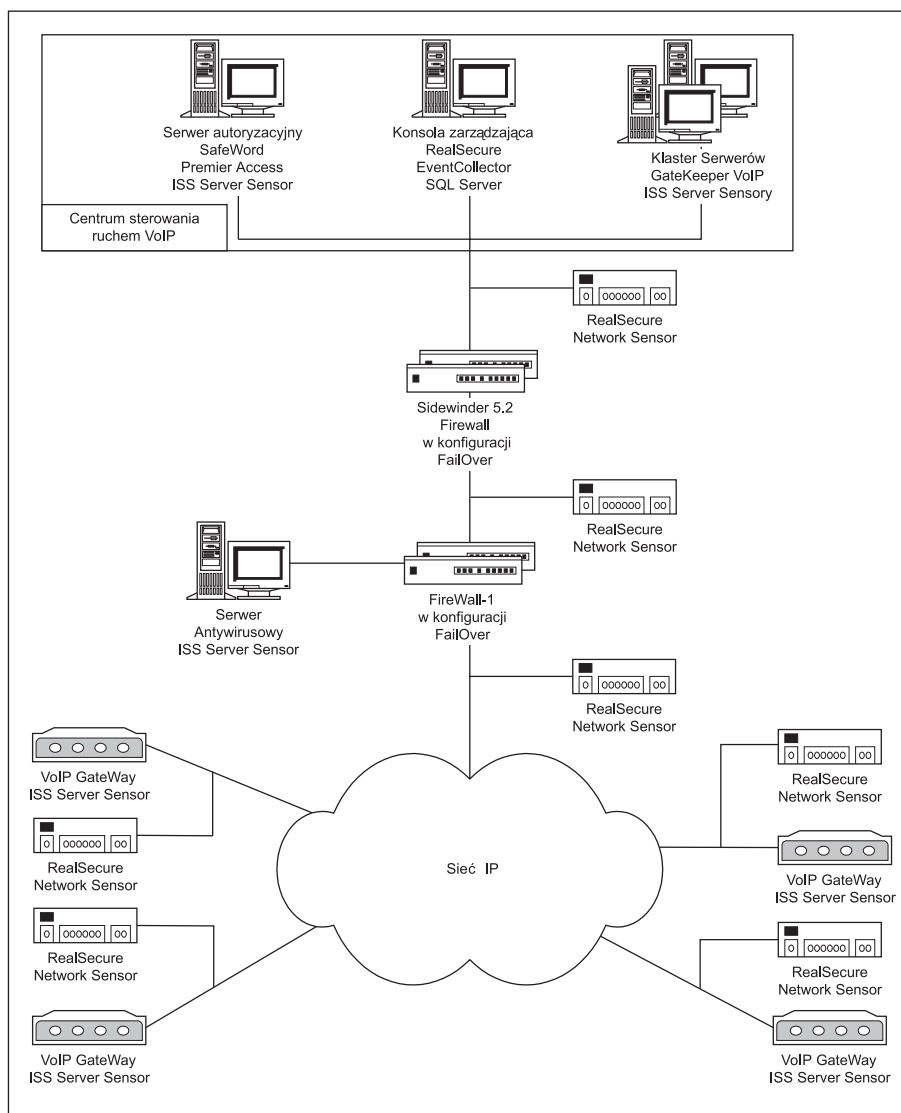 Serwer autoryzacyjny
SafeWord
Premier Access
ISS Server Sensor
Konsola zarządzająca
RealSecure
EventCollector
SQL Server
Klaster Serwerów
GateKeeper VoIP
ISS Server Sensory
Centrum sterowania
ruchem VoIP
RealSecure
Network Sensor
Sidewinder 5.2
Firewall
w konfiguracji
FailOver
RealSecure
Network Sensor
Serwer
Antywirusowy
ISS Server Sensor
FireWall-1
w konfiguracji
FailOver
RealSecure
Network Sensor
VoIP GateWay
ISS Server Sensor
RealSecure
Network Sensor
RealSecure
Network Sensor
VoIP GateWay
ISS Server Sensor
Sieć IP
RealSecure
Network Sensor
VoIP GateWay
ISS Server Sensor
RealSecure
Network Sensor
VoIP GateWay
ISS Server Sensor